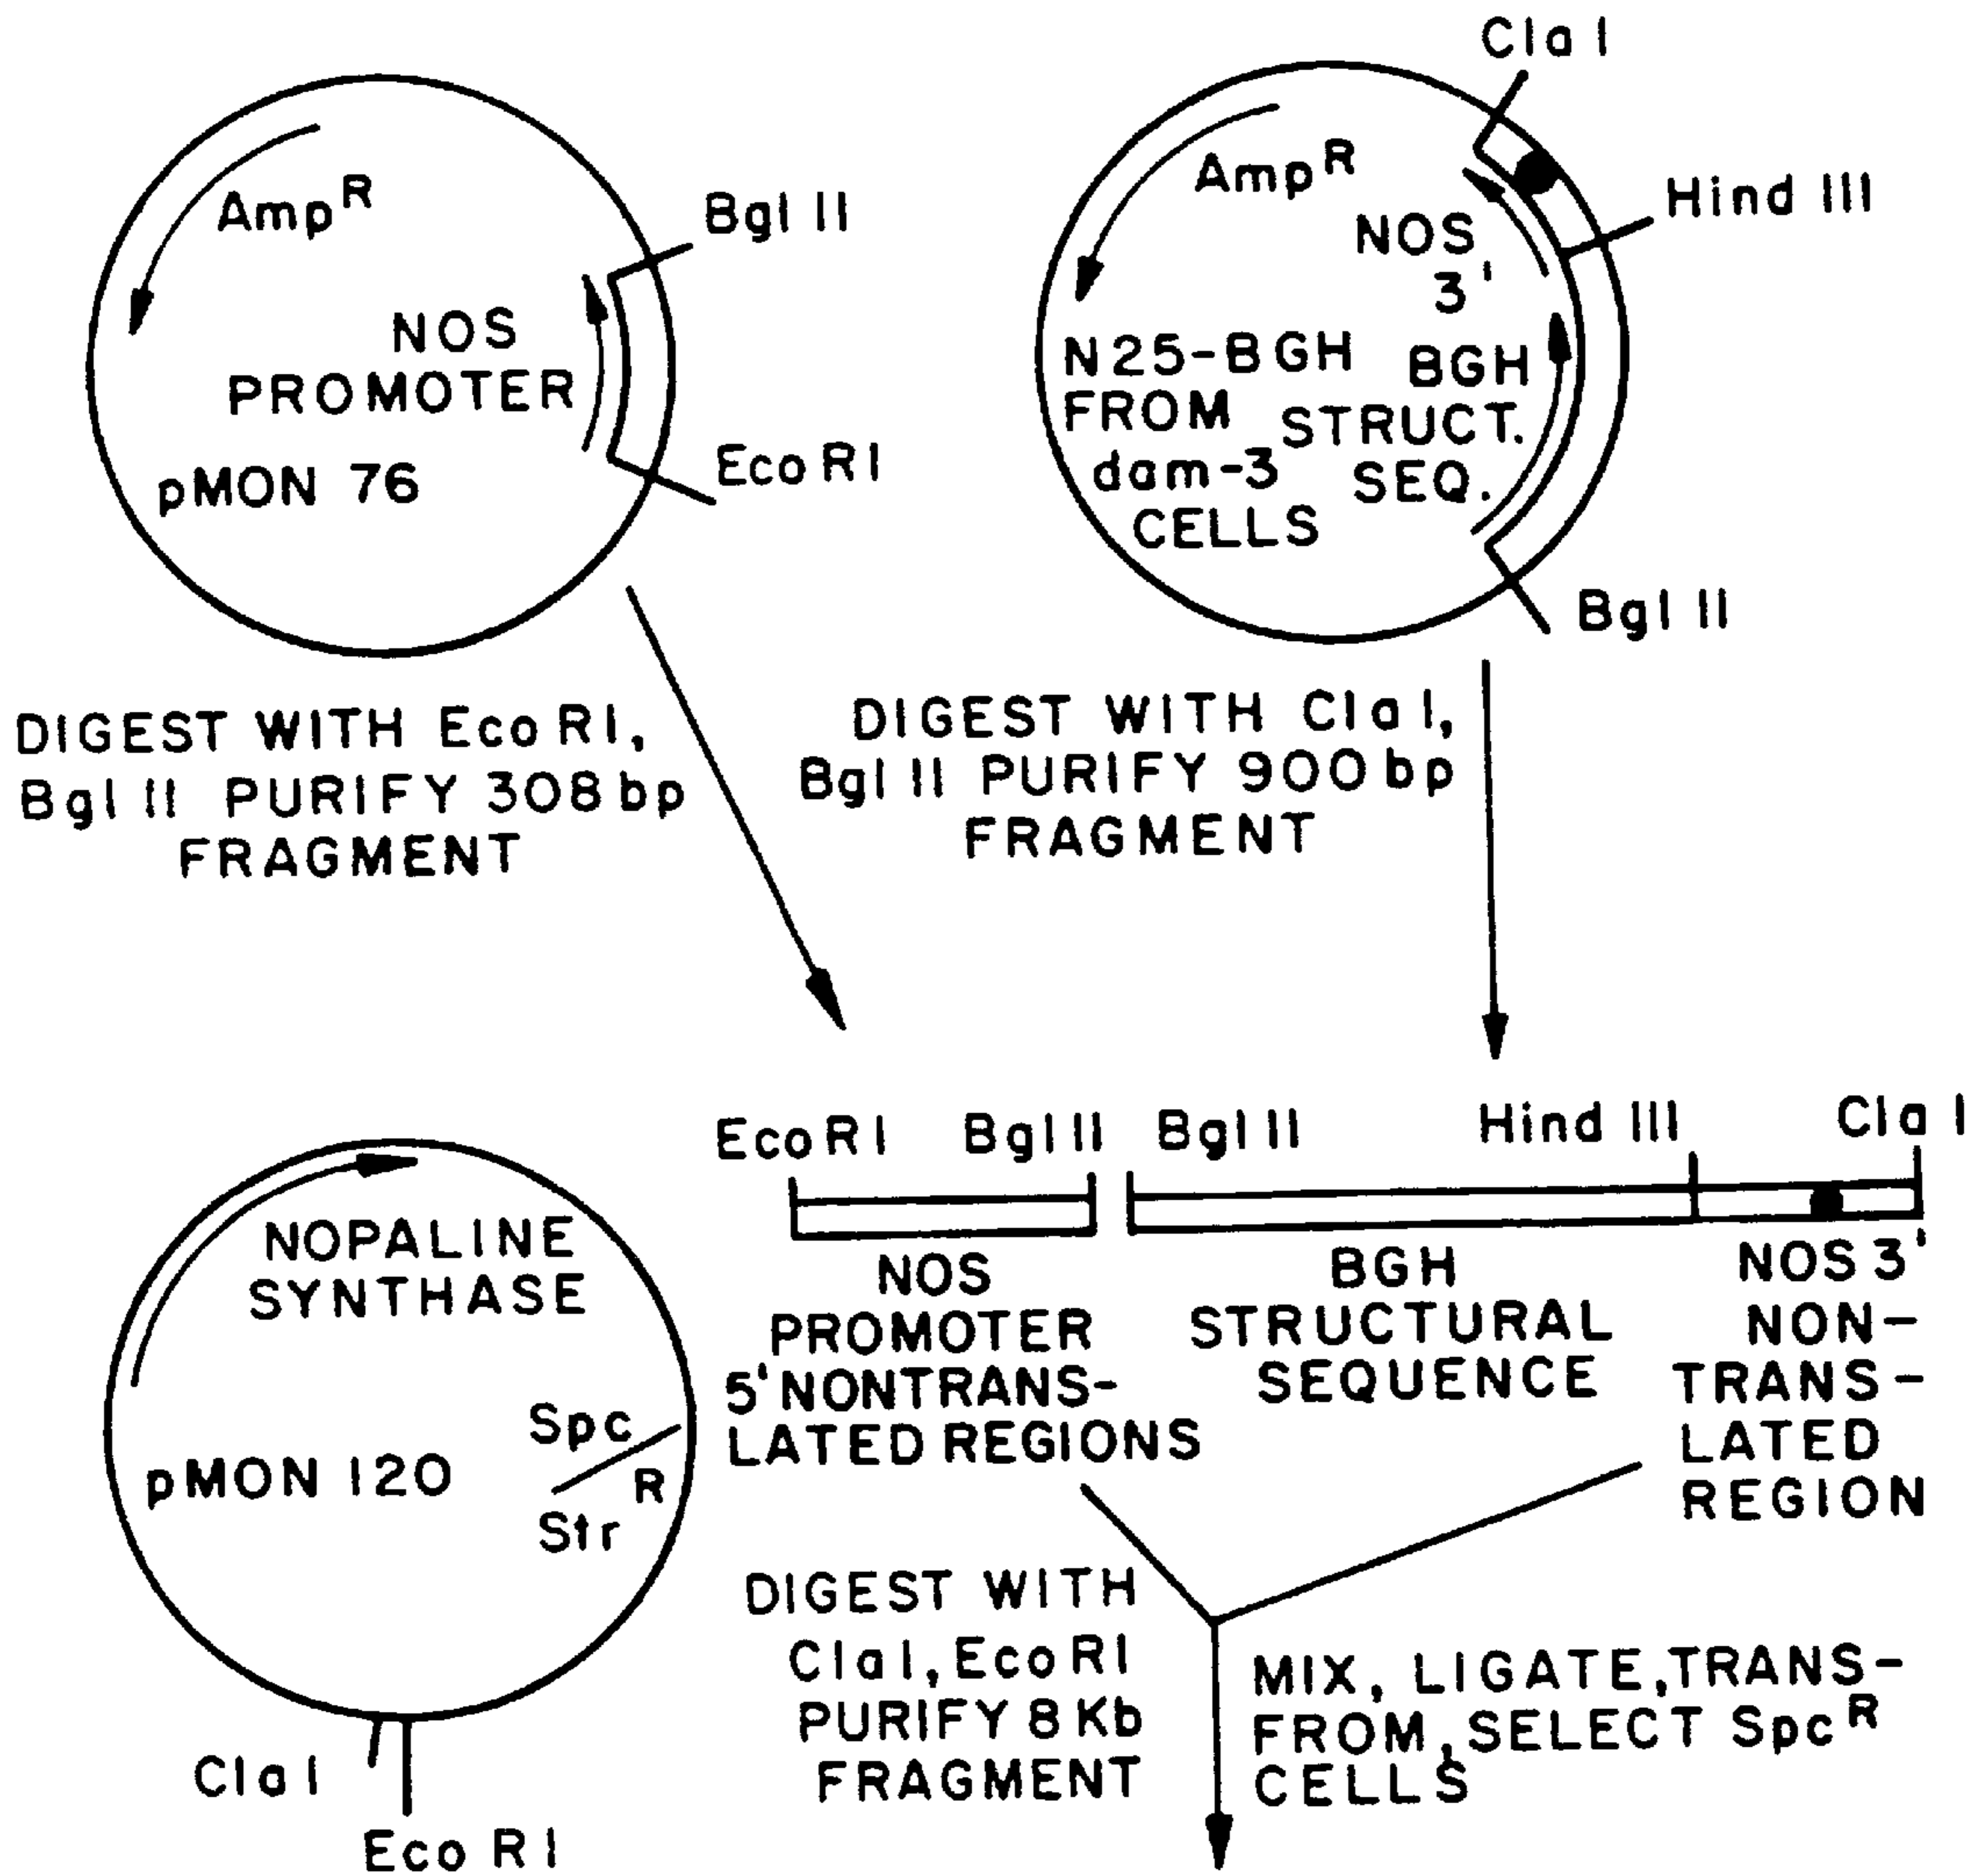 Amp R
Bgl II
NOS
PROMOTER
Eco RI
pMON 76
Cla I
Amp R
Hind III
NOS
3'
N25-BGH
FROM
dam-3
CELLS
BGH
STRUCT.
SEQ.
Bgl II
DIGEST WITH Eco RI,
Bgl II PURIFY 308 bp
FRAGMENT
DIGEST WITH Cla I,
Bgl II PURIFY 900 bp
FRAGMENT
Eco RI
Bgl II
Bgl II
Hind III
Cla I
NOS
PROMOTER
5' NONTRANS-
LATED REGIONS
BGH
STRUCTURAL
SEQUENCE
NOS 3'
NON-
TRANS-
LATED
REGION
NOPALINE
SYNTHASE
Spc
R
Str
pMON 120
Cla I
Eco RI
DIGEST WITH
Cla I, Eco RI
PURIFY 8 Kb
FRAGMENT
MIX, LIGATE, TRANS-
FROM, SELECT Spc R
CELLS